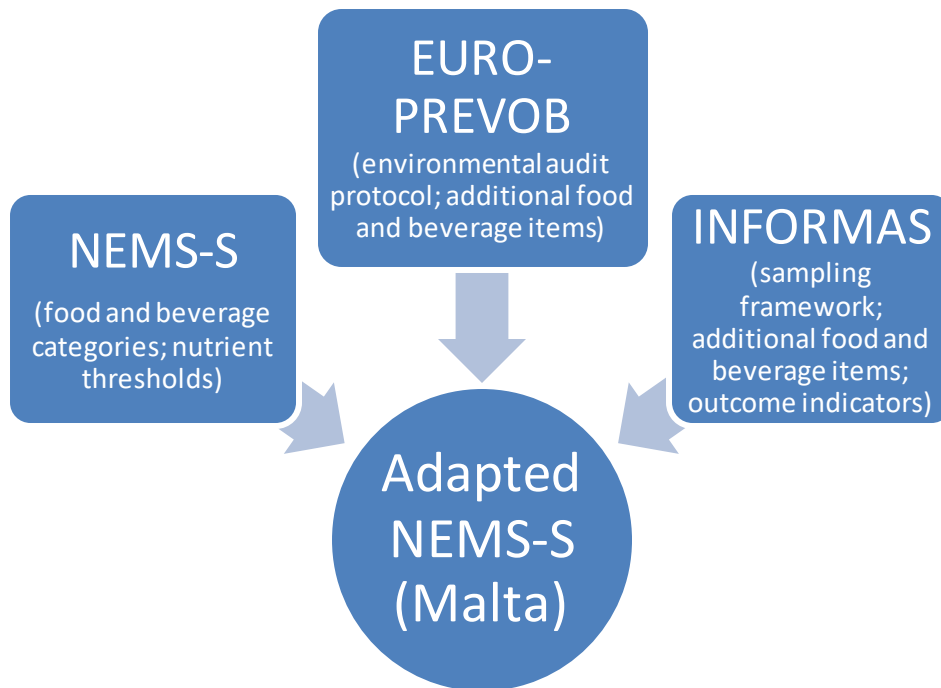 EURO-
PREVOB
(environmental audit
protocol; additional food
and beverage items)
NEMS-S
(food and beverage
categories; nutrient
thresholds)
INFORMAS
(sampling
framework;
additional food and
beverage items;
outcome indicators)
Adapted
NEMS-S
(Malta)